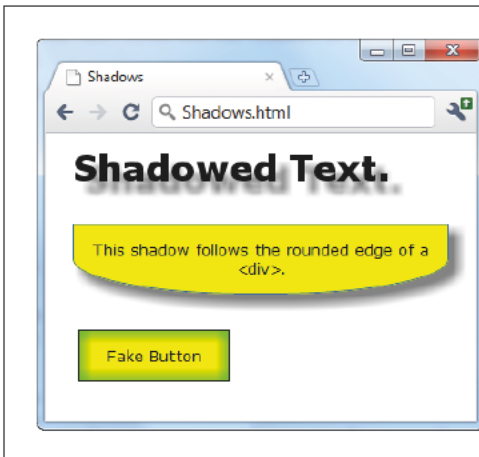 Shadows
Shadows.html
Shadowed Text.
This shadow follows the rounded edge of a
<div>.
Fake Button